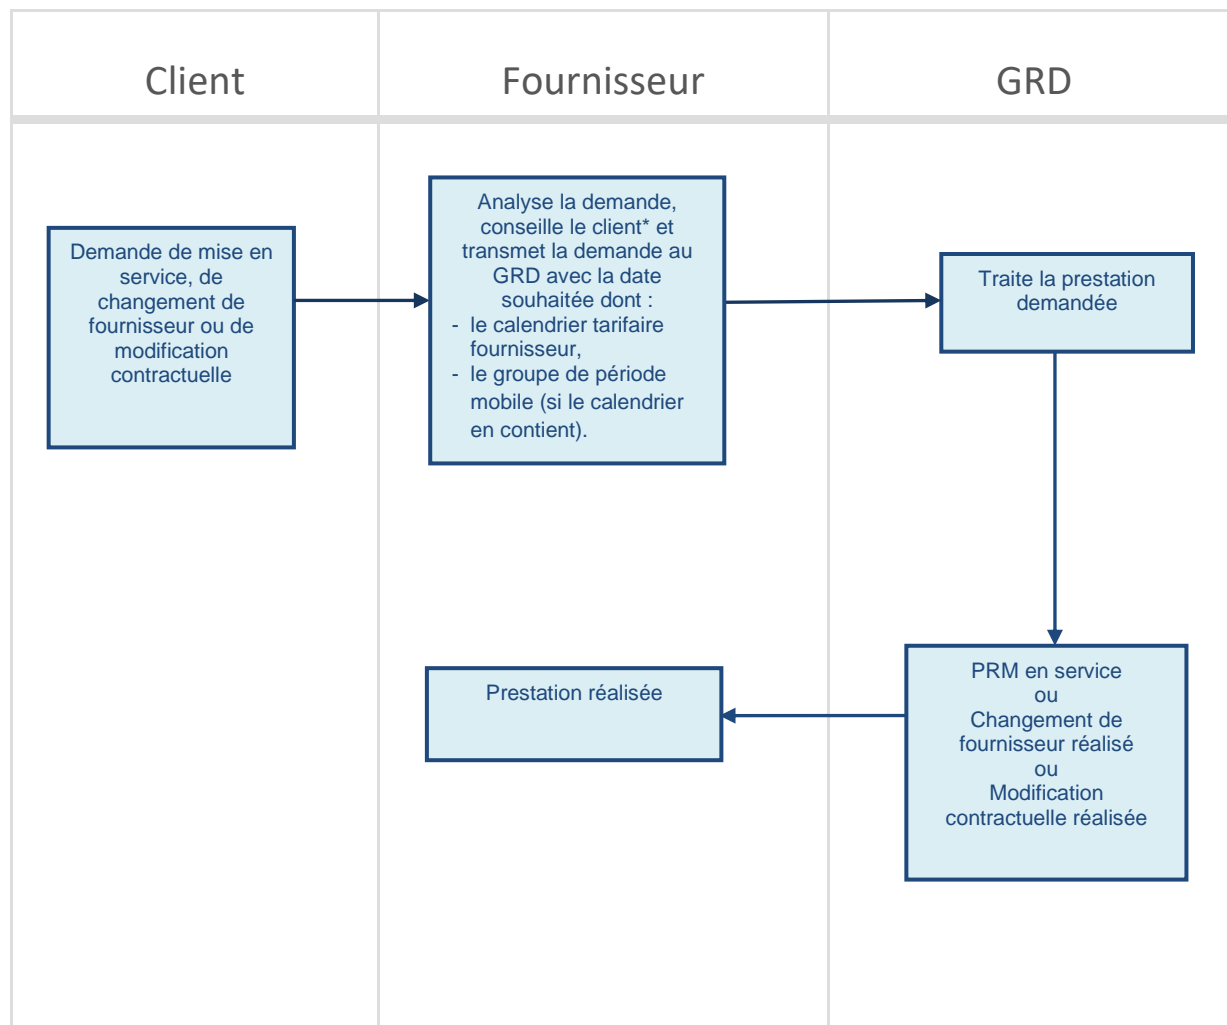 Client
Fournisseur
GRD
Demande de mise en
service, de
changement de
fournisseur ou de
modification
contractuelle
Analyse la demande,
conseille le client* et
transmet la demande au
GRD avec la date
souhaitée dont :
- le calendrier tarifaire
fournisseur,
- le groupe de période
mobile (si le calendrier
en contient).
Traite la prestation
demandée
Prestation réalisée
PRM en service
ou
Changement de
fournisseur réalisé
ou
Modification
contractuelle réalisée